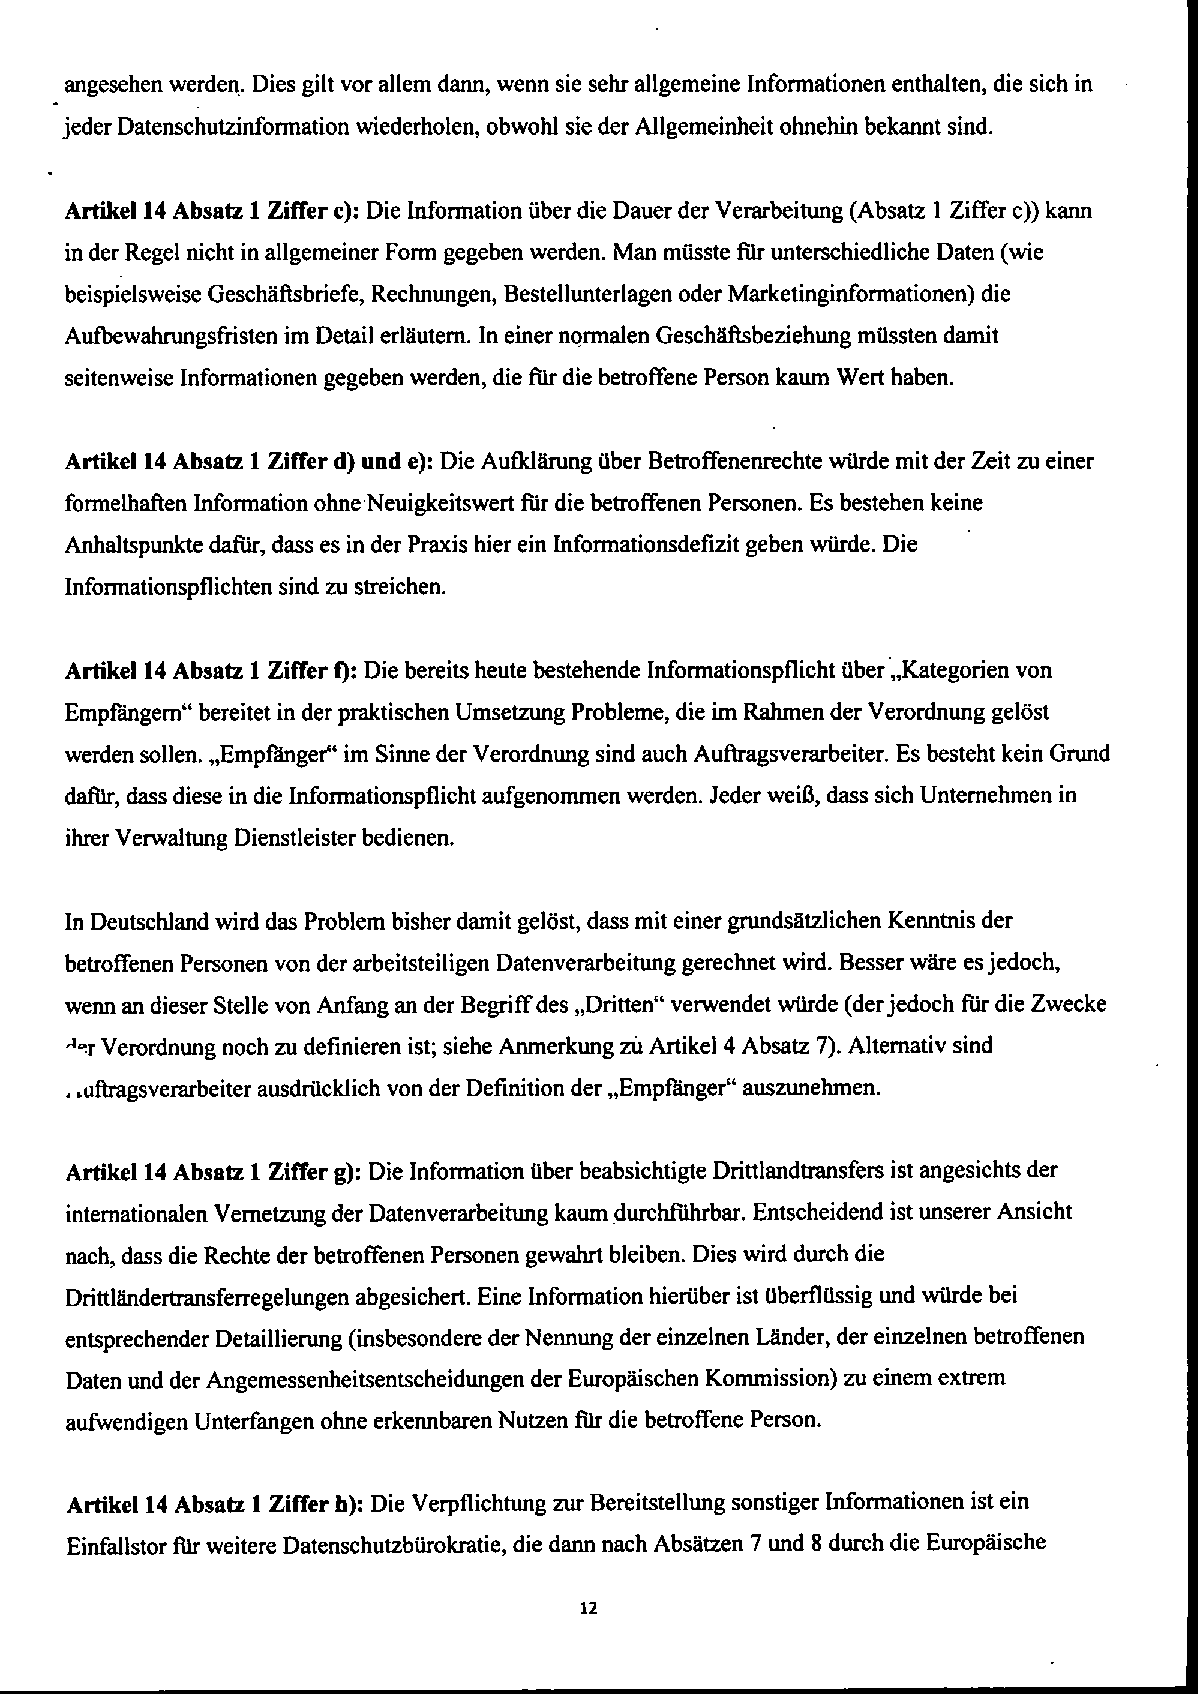 angesehen werden. Dies gilt vor allem dann, wenn sie sehr allgemeine Informationen enthalten, die sich in
jeder Datenschutzinformation wiederholen, obwohl sie der Allgemeinheit ohnehin bekannt sind.
Artikel 14 Absatz 1 Ziffer c): Die Information über die Dauer der Verarbeitung (Absatz 1 Ziffer c)) kann
in der Regel nicht in allgemeiner Form gegeben werden. Man müsste für unterschiedliche Daten (wie
beispielsweise Geschäftsbriefe, Rechnungen, Bestellunterlagen oder Marketinginformationen) die
Aufbewahrungsfristen im Detail erläutern. In einer normalen Geschäftsbeziehung müssten damit
seitenweise Informationen gegeben werden, die für die betroffene Person kaum Wert haben.
Artikel 14 Absatz 1 Ziffer d) und e): Die Aufklärung über Betroffenenrechte würde mit der Zeit zu einer
formelhaften Information ohne Neuigkeitswert für die betroffenen Personen. Es bestehen keine
Anhaltspunkte dafür, dass es in der Praxis hier ein Informationsdefizit geben würde. Die
Informationspflichten sind zu streichen.
Artikel 14 Absatz 1 Ziffer f): Die bereits heute bestehende Informationspflicht über „Kategorien von
Empfängern“ bereitet in der praktischen Umsetzung Probleme, die im Rahmen der Verordnung gelöst
werden sollen. „Empfänger“ im Sinne der Verordnung sind auch Auftragsverarbeiter. Es besteht kein Grund
dafür, dass diese in die Informationspflicht aufgenommen werden. Jeder weiß, dass sich Unternehmen in
ihrer Verwaltung Dienstleister bedienen.
In Deutschland wird das Problem bisher damit gelöst, dass mit einer grundsätzlichen Kenntnis der
betroffenen Personen von der arbeitsteiligen Datenverarbeitung gerechnet wird. Besser wäre es jedoch,
wenn an dieser Stelle von Anfang an der Begriff des „Dritten“ verwendet würde (der jedoch für die Zwecke
der Verordnung noch zu definieren ist; siehe Anmerkung zu Artikel 4 Absatz 7). Alternativ sind
Auftragsverarbeiter ausdrücklich von der Definition der „Empfänger“ auszunehmen.
Artikel 14 Absatz 1 Ziffer g): Die Information über beabsichtigte Drittlandtransfers ist angesichts der
internationalen Vernetzung der Datenverarbeitung kaum durchführbar. Entscheidend ist unserer Ansicht
nach, dass die Rechte der betroffenen Personen gewahrt bleiben. Dies wird durch die
Drittländertransferregelungen abgesichert. Eine Information hierüber ist überflüssig und würde bei
entsprechender Detaillierung (insbesondere der Nennung der einzelnen Länder, der einzelnen betroffenen
Daten und der Angemessenheitsentscheidungen der Europäischen Kommission) zu einem extrem
aufwendigen Unterfangen ohne erkennbaren Nutzen für die betroffene Person.
Artikel 14 Absatz 1 Ziffer h): Die Verpflichtung zur Bereitstellung sonstiger Informationen ist ein
Einfallstor für weitere Datenschutzbürokratie, die dann nach Absätzen 7 und 8 durch die Europäische
12